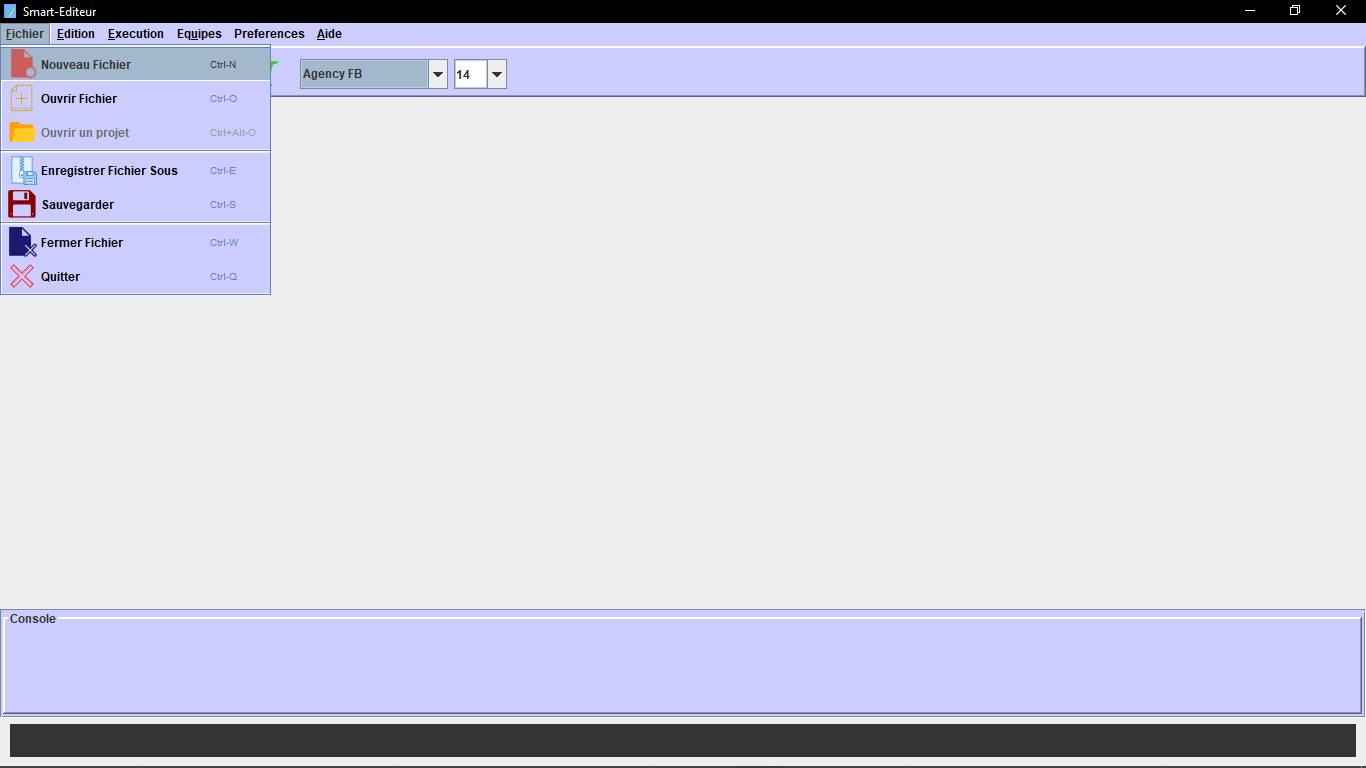 Smart-Editeur
Fichier Edition Execution Equipes Preferences Aide
Nouveau Fichier Ctrl-N
Agency FB 14
Ouvrir Fichier Ctrl-O
Ouvrir un projet Ctrl+Alt-O
Enregistrer Fichier Sous Ctrl-E
Sauvegarder Ctrl-S
Fermer Fichier Ctrl-W
Quitter Ctrl-Q
Console